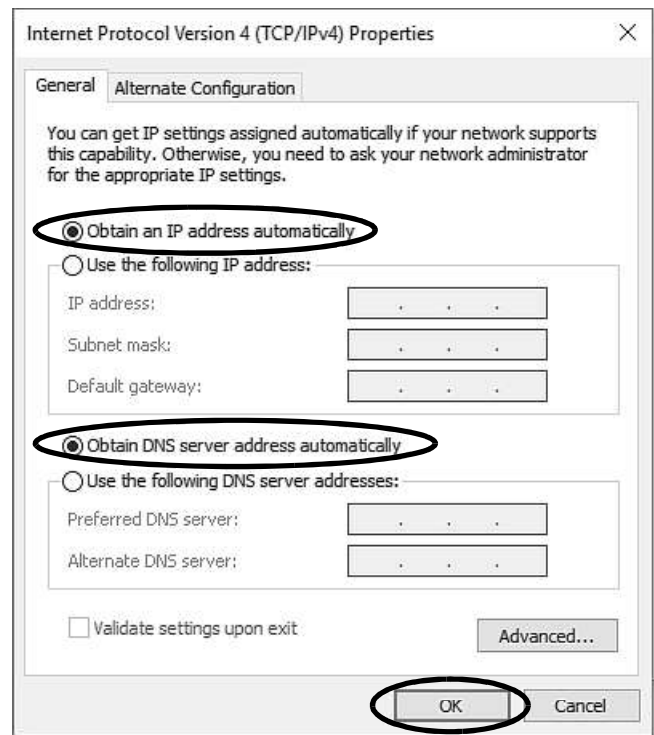 Internet Protocol Version 4 (TCP/IPv4) Properties
General Alternate Configuration
You can get IP settings assigned automatically if your network supports
this capability. Otherwise, you need to ask your network administrator
for the appropriate IP settings.
Obtain an IP address automatically
Use the following IP address:
IP address:
Subnet mask:
Default gateway:
Obtain DNS server address automatically
Use the following DNS server addresses:
Preferred DNS server:
Alternate DNS server:
Validate settings upon exit
Advanced...
OK Cancel